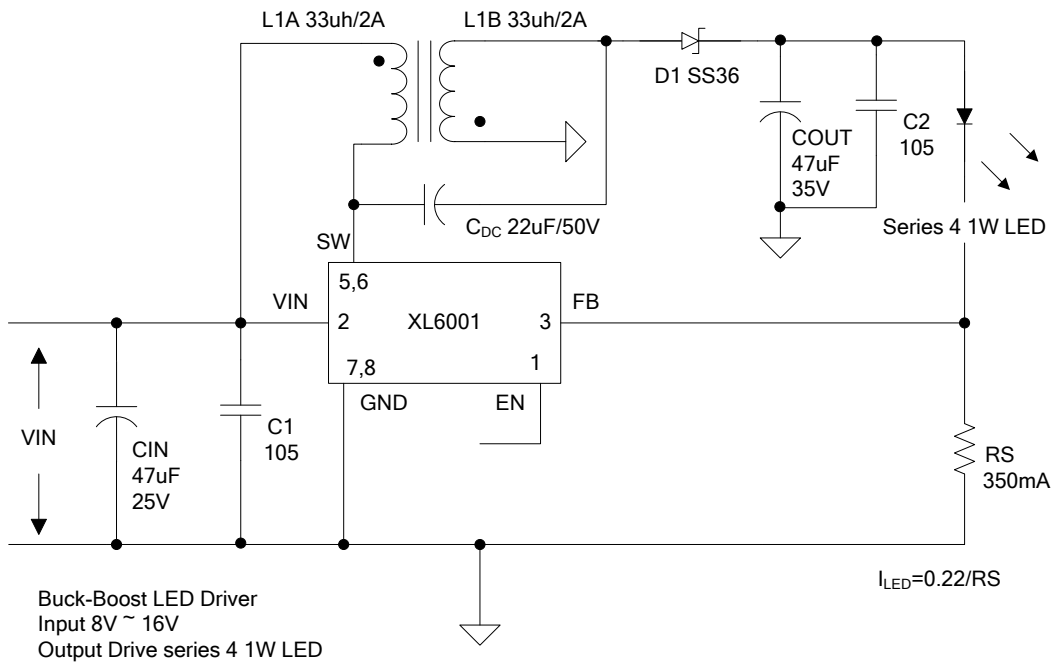 L1A 33uh/2A
L1B 33uh/2A
D1 SS36
COUT
47uF
35V
C2
105
C_DC 22uF/50V
Series 4 1W LED
SW
5,6
VIN
2
XL6001
3
FB
7,8
1
GND
EN
VIN
CIN
47uF
25V
C1
105
RS
350mA
I_LED=0.22/RS
Buck-Boost LED Driver
Input 8V ~ 16V
Output Drive series 4 1W LED